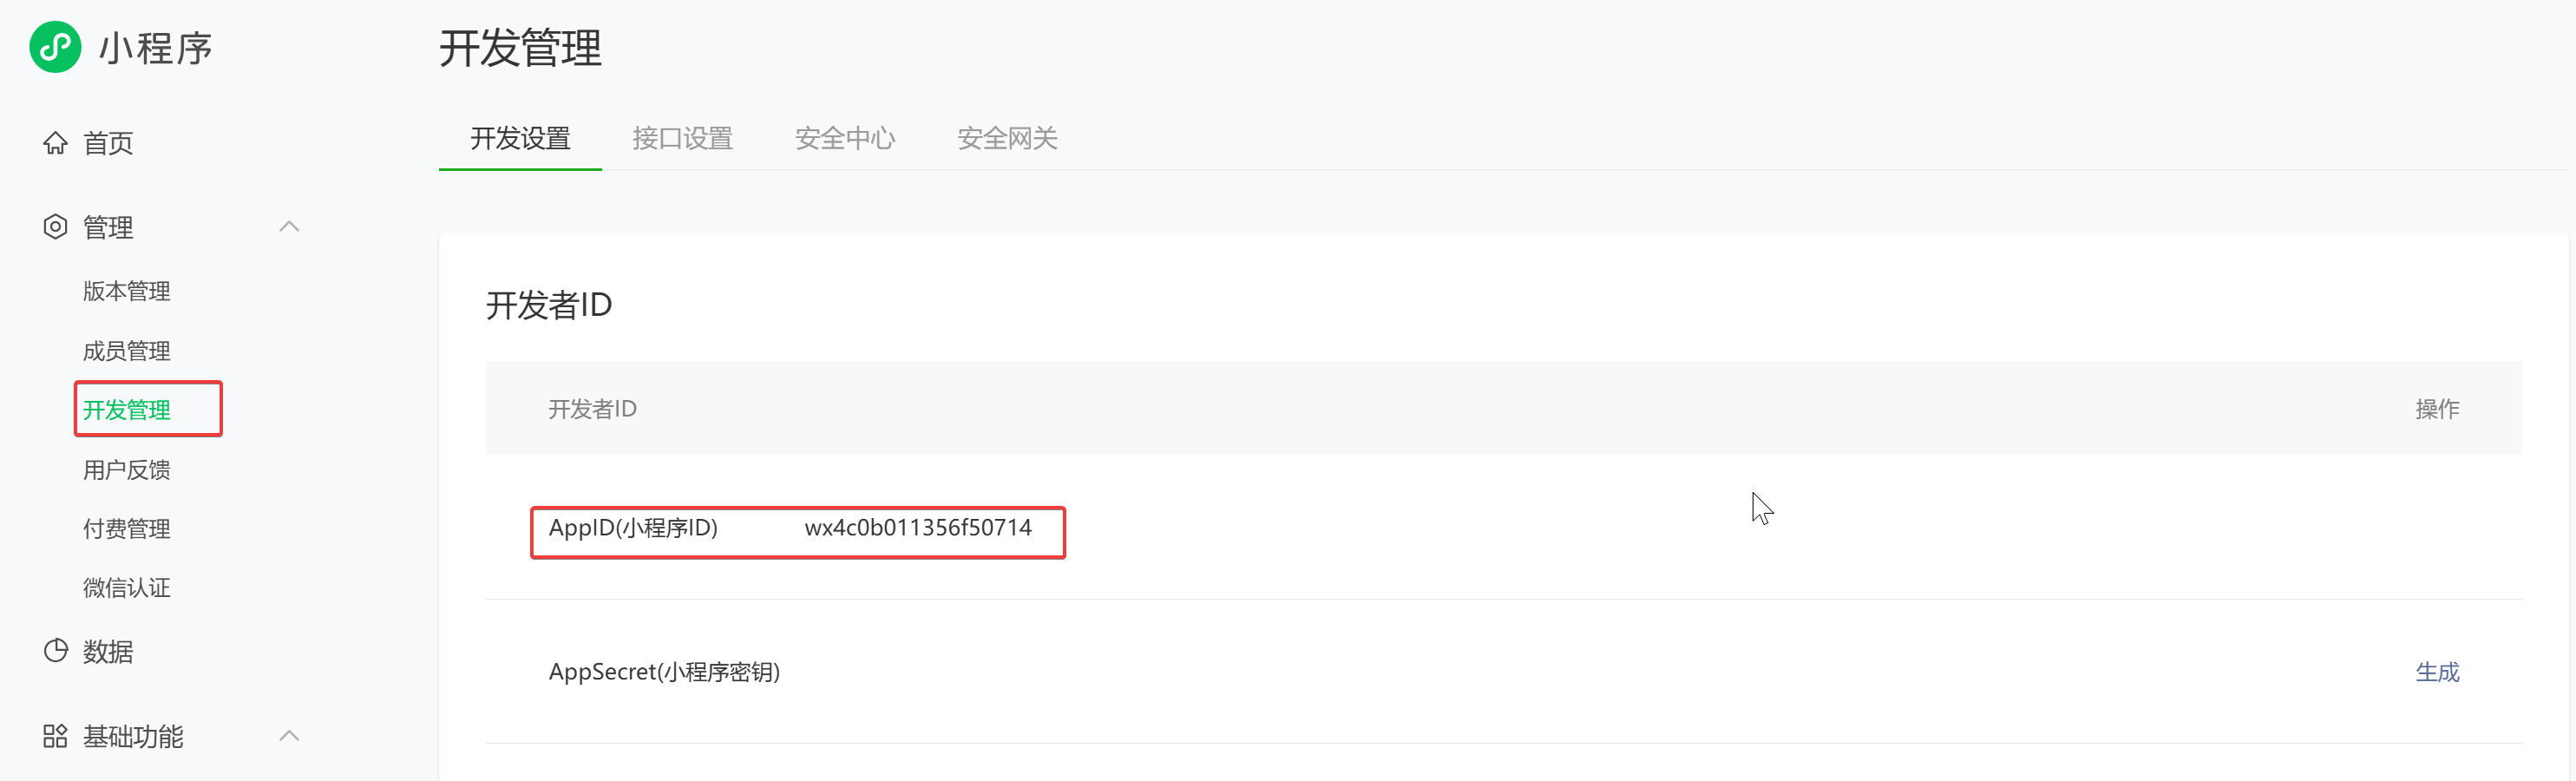 小程序
首页
管理
版本管理
成员管理
开发管理
用户反馈
付费管理
微信认证
数据
基础功能
开发管理
开发设置 接口设置 安全中心 安全网关
开发者ID
开发者ID 操作
AppID(小程序ID) wx4c0b011356f50714
AppSecret(小程序密钥) 生成